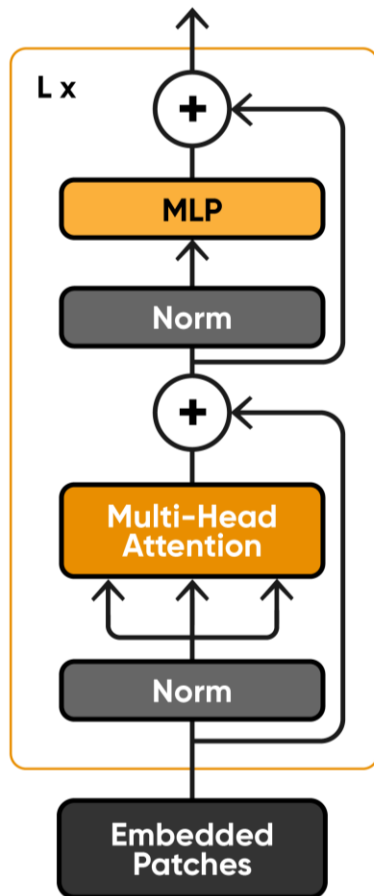 L x
+
MLP
Norm
+
Multi-Head
Attention
Norm
Embedded
Patches